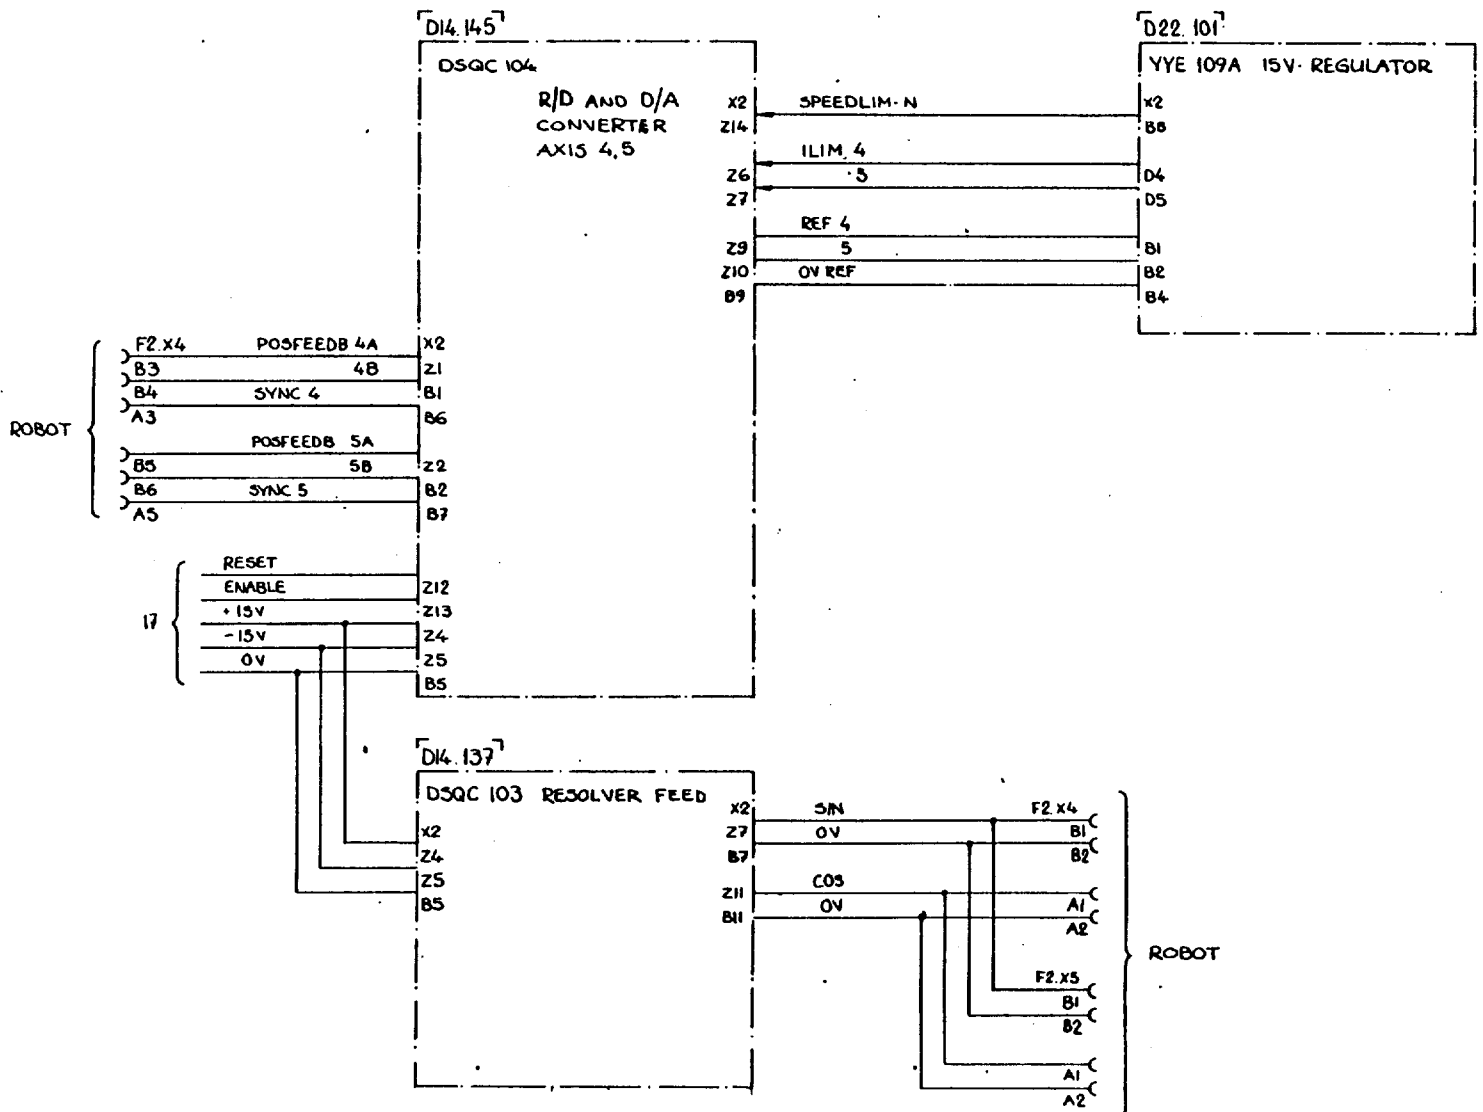 D14.145
DSQC 104
R/D AND D/A
CONVERTER
AXIS 4,5
X2
Z14
Z6
Z7
Z9
Z10
B9
SPEEDLIM-N
ILIM 4
5
REF 4
5
0V REF
D22.101
YYE 109A 15V- REGULATOR
X2
B8
D4
D5
B1
B2
B4
ROBOT
F2.X4
B3
B4
A3
B5
B6
A5
POSFEEDB 4A
4B
SYNC 4
POSFEEDB 5A
5B
SYNC 5
X2
Z1
B1
B6
Z2
B2
B7
17
RESET
ENABLE
+15V
-15V
0V
Z12
Z13
Z4
Z5
B5
D14.137
DSQC 103 RESOLVER FEED
X2
Z4
Z5
B5
X2
Z7
B7
Z11
B11
SIN
0V
COS
0V
F2.X4
B1
B2
A1
A2
F2.X5
B1
B2
A1
A2
ROBOT